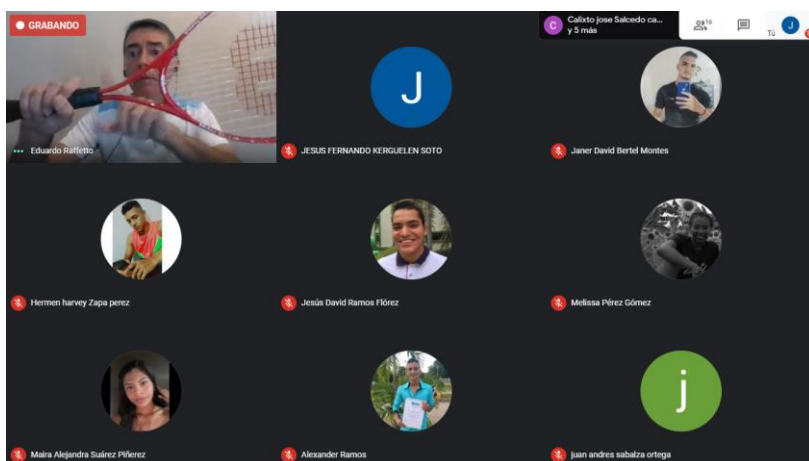 GRABANDO
C
Calixto jose Salcedo ca...
y 5 más
16
J
Tú
J
Eduardo Raffetto
JESUS FERNANDO KERGUELEN SOTO
Janer David Bertel Montes
Hermen harvey Zapa perez
Jesús David Ramos Flórez
Melissa Pérez Gómez
j
Maira Alejandra Suárez Piñerez
Alexander Ramos
juan andres sabalza ortega